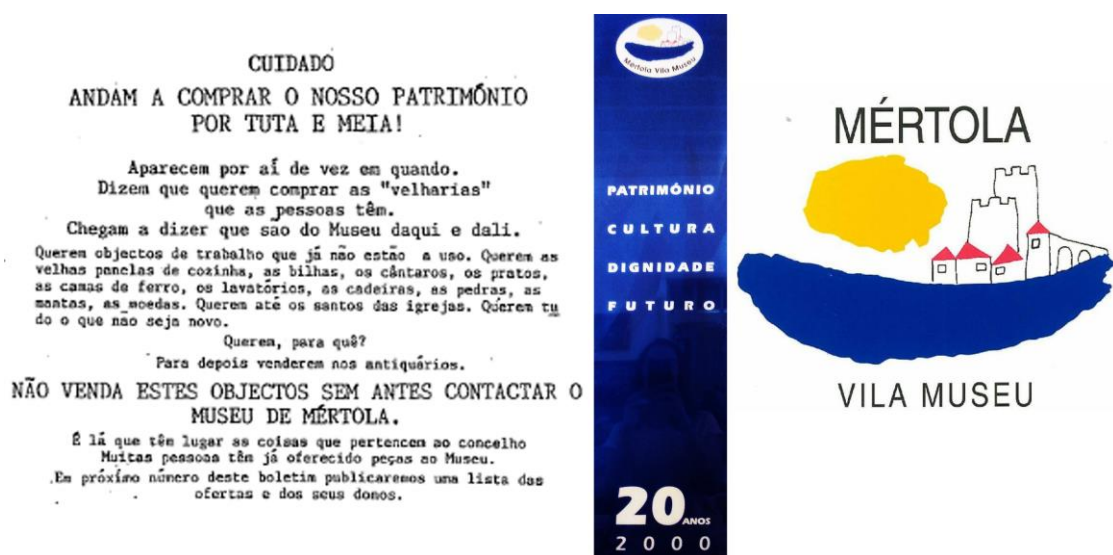 CUIDADO
ANDAM A COMPRAR O NOSSO PATRIMÓNIO
POR TUTA E MEIA!
Aparecem por aí de vez em quando.
Dizem que querem comprar as "velharias"
que as pessoas têm.
Chegam a dizer que são do Museu daqui e dali.
Querem objectos de trabalho que já não estão a uso. Querem as
velhas panelas de cozinha, as bilhas, os cântaros, os pratos,
as camas de ferro, os lavatórios, as cadeiras, as pedras, as
mantas, as moedas. Querem até os santos das igrejas. Querem tu
do o que não seja novo.
Querem, para quê?
Para depois venderem nos antiquários.
NÃO VENDA ESTES OBJECTOS SEM ANTES CONTACTAR O
MUSEU DE MÉRTOLA.
É lá que têm lugar as coisas que pertencem ao concelho
Muitas pessoas têm já oferecido peças ao Museu.
Em próximo número deste boletim publicaremos uma lista das
ofertas e dos seus donos.
Mértola Vila Museu
PATRIMÓNIO
CULTURA
DIGNIDADE
FUTURO
20 ANOS
2000
MÉRTOLA
VILA MUSEU